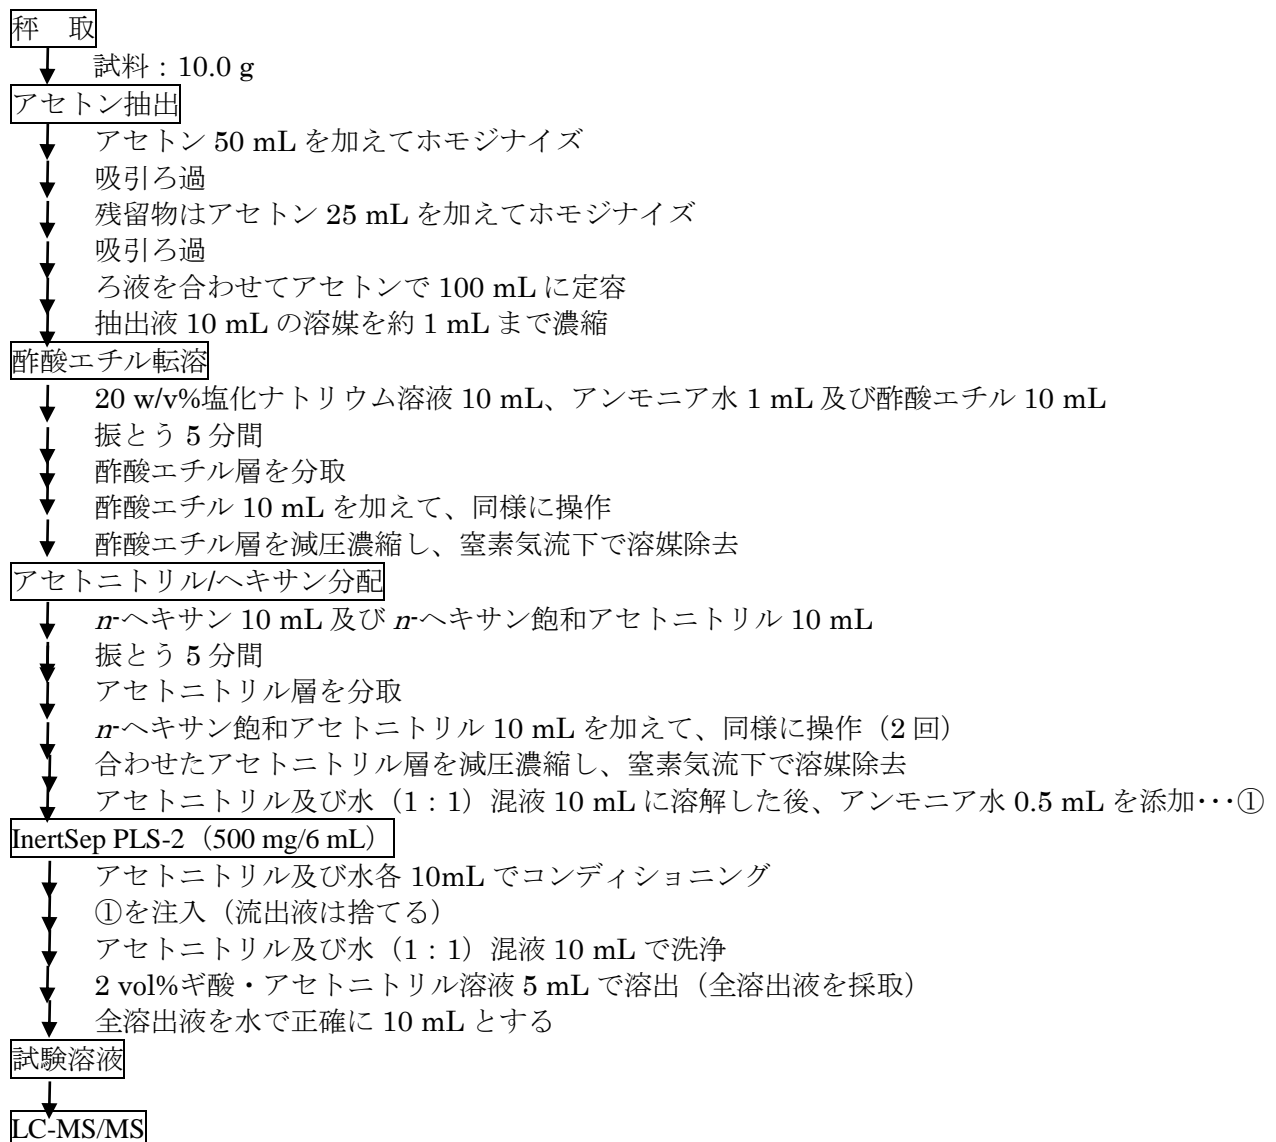 秤　取
試料：10.0 g
アセトン抽出
アセトン 50 mL を加えてホモジナイズ
吸引ろ過
残留物はアセトン 25 mL を加えてホモジナイズ
吸引ろ過
ろ液を合わせてアセトンで 100 mL に定容
抽出液 10 mL の溶媒を約 1 mL まで濃縮
酢酸エチル転溶
20 w/v%塩化ナトリウム溶液 10 mL、アンモニア水 1 mL 及び酢酸エチル 10 mL
振とう 5 分間
酢酸エチル層を分取
酢酸エチル 10 mL を加えて、同様に操作
酢酸エチル層を減圧濃縮し、窒素気流下で溶媒除去
アセトニトリル/ヘキサン分配
n-ヘキサン 10 mL 及び n-ヘキサン飽和アセトニトリル 10 mL
振とう 5 分間
アセトニトリル層を分取
n-ヘキサン飽和アセトニトリル 10 mL を加えて、同様に操作（2 回）
合わせたアセトニトリル層を減圧濃縮し、窒素気流下で溶媒除去
アセトニトリル及び水（1：1）混液 10 mL に溶解した後、アンモニア水 0.5 mL を添加･･･①
InertSep PLS-2（500 mg/6 mL）
アセトニトリル及び水各 10mL でコンディショニング
①を注入（流出液は捨てる）
アセトニトリル及び水（1：1）混液 10 mL で洗浄
2 vol%ギ酸・アセトニトリル溶液 5 mL で溶出（全溶出液を採取）
全溶出液を水で正確に 10 mL とする
試験溶液
LC-MS/MS